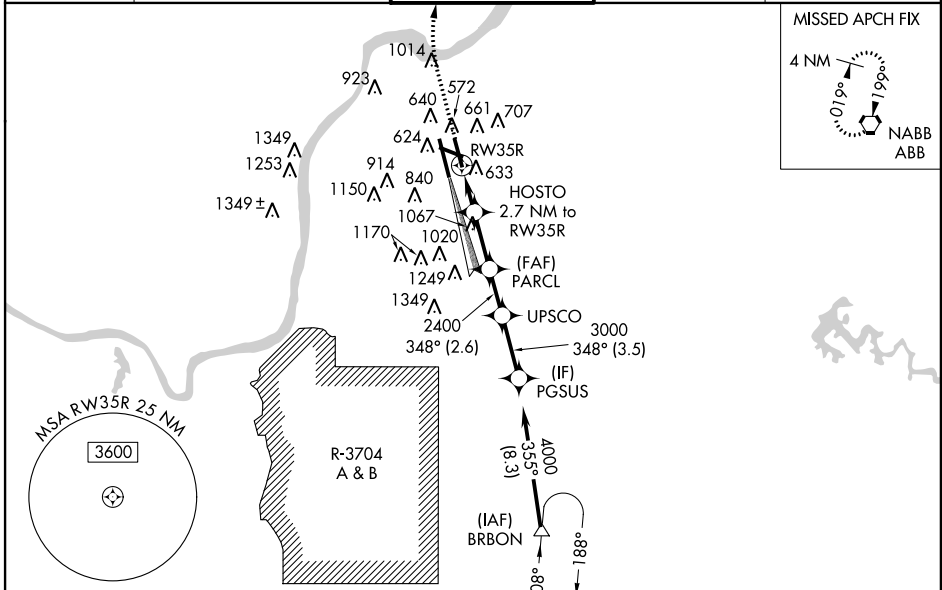 MISSED APCH FIX
4 NM
019°
199°
NABB
ABB
1014
923
572
640
661
707
624
RW35R
633
1349
1253
914
1150
840
1349 ±
HOSTO
2.7 NM to
RW35R
1067
1170
1020
(FAF)
PARCL
1249
1349
UPSCO
2400
348° (2.6)
3000
348° (3.5)
(IF)
PGSUS
MSA RW35R 25 NM
3600
R-3704
A & B
4000
355°
(8.3)
(IAF)
BRBON
188°